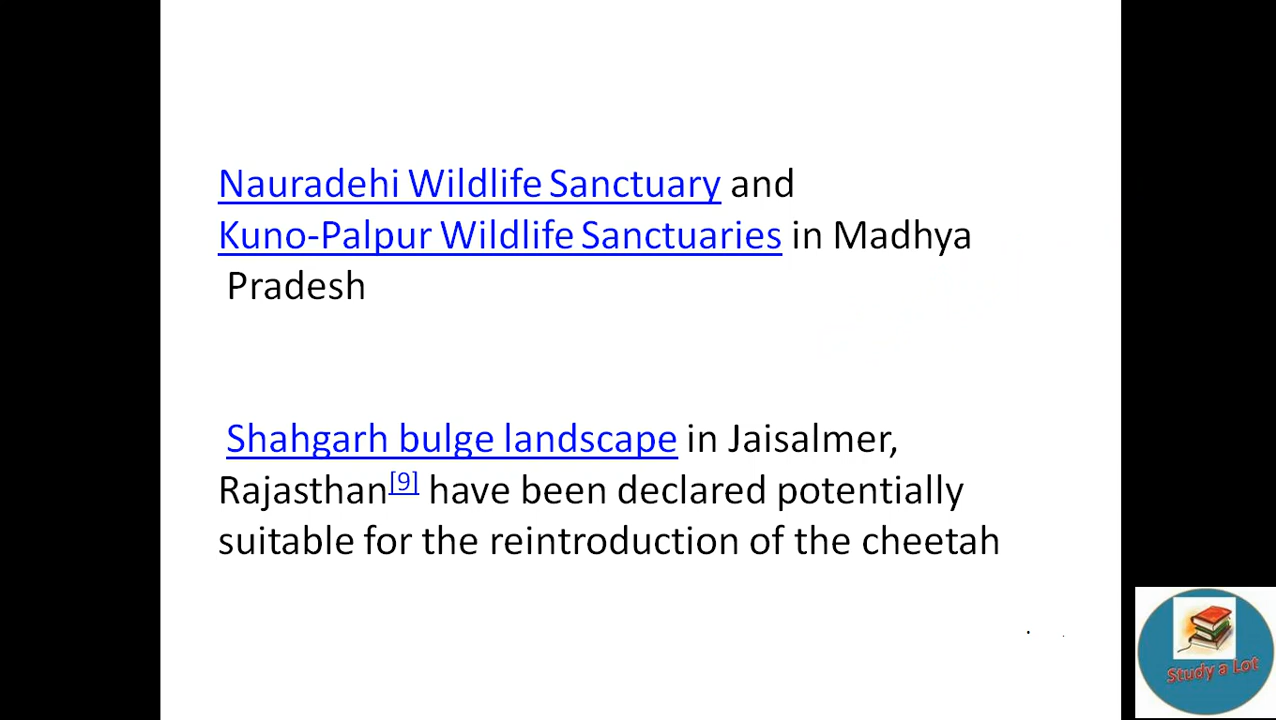 Nauradehi Wildlife Sanctuary and
Kuno-Palpur Wildlife Sanctuaries in Madhya
Pradesh
Shahgarh bulge landscape in Jaisalmer,
Rajasthan[9] have been declared potentially
suitable for the reintroduction of the cheetah
Study a Lot